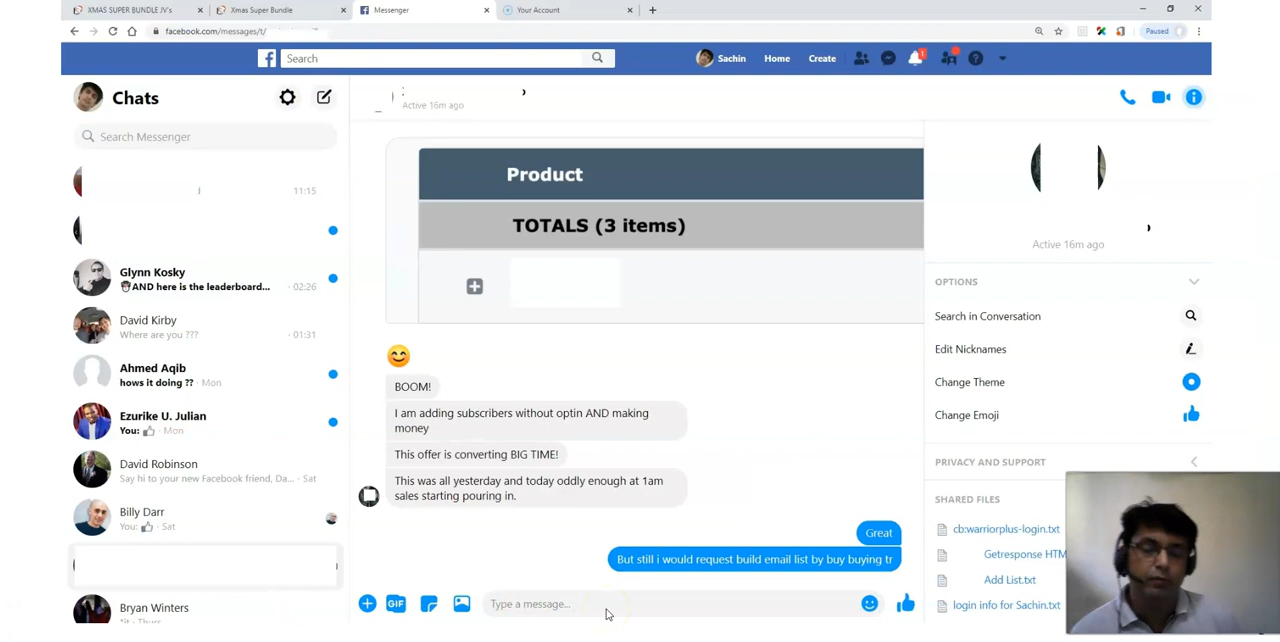 XMAS SUPER BUNDLE JV's
Xmas Super Bundle
Messenger
Your Account
facebook.com/messages/t/
Paused
Search
Sachin
Home
Create
1
Chats
Search Messenger
11:15
Glynn Kosky
AND here is the leaderboard... · 02:26
David Kirby
Where are you ??? · 01:31
Ahmed Aqib
hows it doing ?? · Mon
Ezurike U. Julian
You: 👍 · Mon
David Robinson
Say hi to your new Facebook friend, Da... · Sat
Billy Darr
You: 👍 · Sat
Bryan Winters
*it · Thurs
Active 16m ago
Product
TOTALS (3 items)
😊
BOOM!
I am adding subscribers without optin AND making
money
This offer is converting BIG TIME!
This was all yesterday and today oddly enough at 1am
sales starting pouring in.
Great
But still i would request build email list by buy buying tr
GIF
Type a message...
Active 16m ago
OPTIONS
Search in Conversation
Edit Nicknames
Change Theme
Change Emoji
PRIVACY AND SUPPORT
SHARED FILES
cb:warriorplus-login.txt
Getresponse HTM
Add List.txt
login info for Sachin.txt